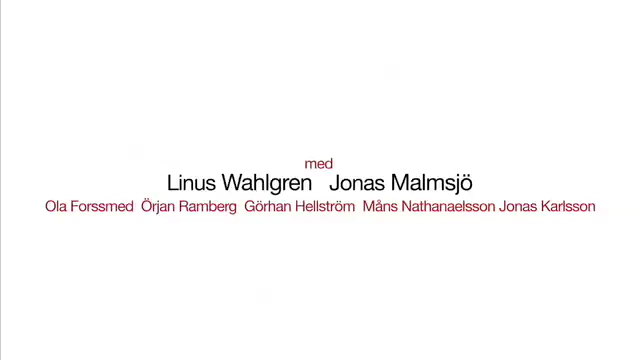 med
Linus Wahlgren Jonas Malmsjö
Ola Forssmed Örjan Ramberg Görhan Hellström Måns Nathanaelsson Jonas Karlsson